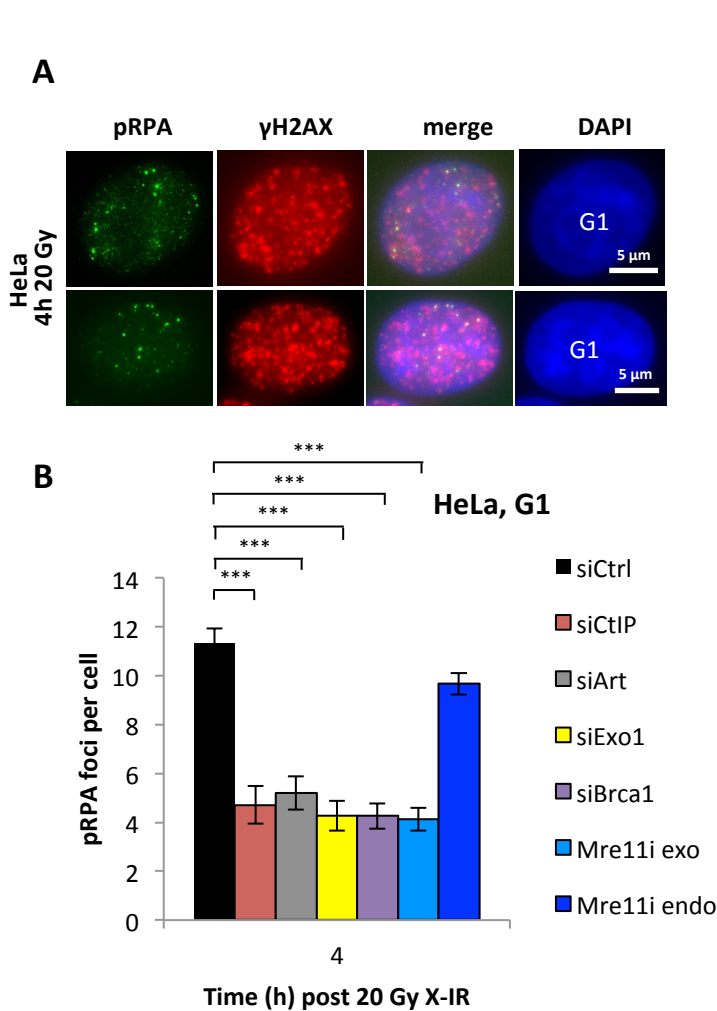 A
pRPA γH2AX merge DAPI
HeLa
4h 20 Gy
G1
5 μm
G1
5 μm
B
HeLa, G1
***
***
***
***
***
pRPA foci per cell
14
12
10
8
6
4
2
0
4
Time (h) post 20 Gy X-IR
siCtrl
siCtIP
siArt
siExo1
siBrca1
Mre11i exo
Mre11i endo